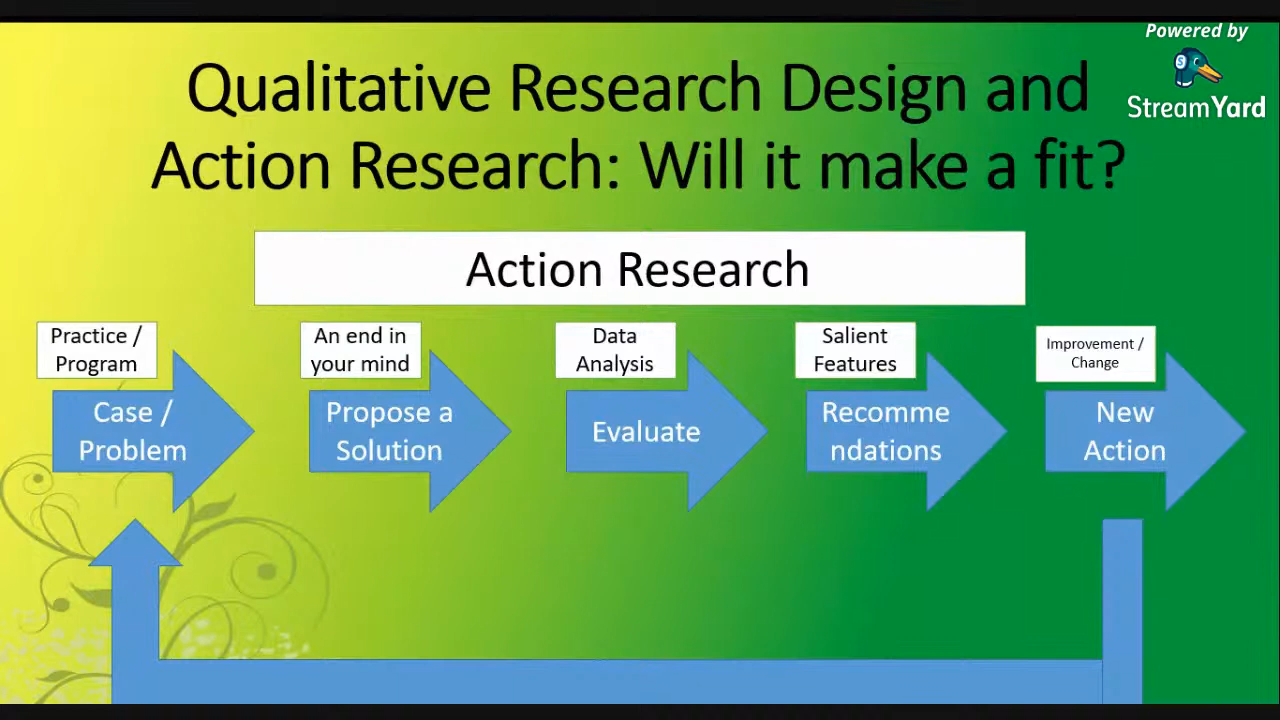 Powered by
StreamYard
Qualitative Research Design and
Action Research: Will it make a fit?
Action Research
Practice /
Program
Case /
Problem
An end in
your mind
Propose a
Solution
Data
Analysis
Evaluate
Salient
Features
Recomme
ndations
Improvement /
Change
New
Action